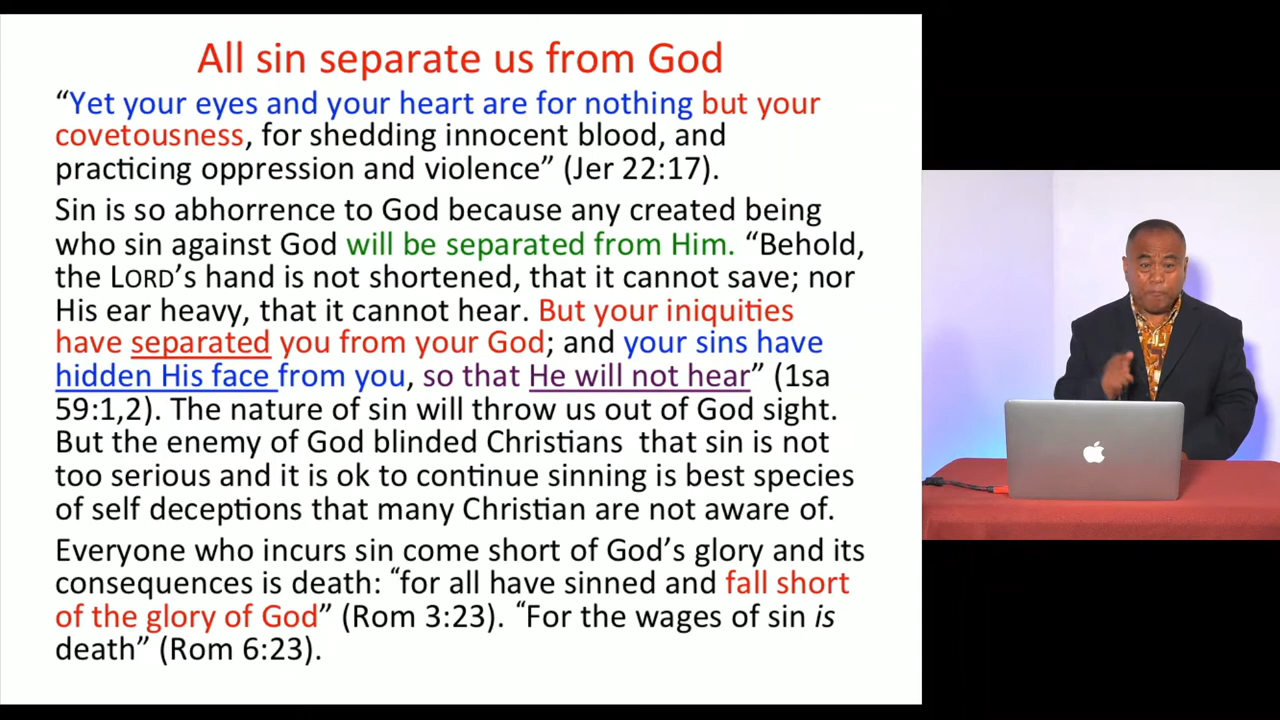 All sin separate us from God
“Yet your eyes and your heart are for nothing but your
covetousness, for shedding innocent blood, and
practicing oppression and violence” (Jer 22:17).
Sin is so abhorrence to God because any created being
who sin against God will be separated from Him. “Behold,
the LORD’s hand is not shortened, that it cannot save; nor
His ear heavy, that it cannot hear. But your iniquities
have separated you from your God; and your sins have
hidden His face from you, so that He will not hear” (1sa
59:1,2). The nature of sin will throw us out of God sight.
But the enemy of God blinded Christians that sin is not
too serious and it is ok to continue sinning is best species
of self deceptions that many Christian are not aware of.
Everyone who incurs sin come short of God’s glory and its
consequences is death: “for all have sinned and fall short
of the glory of God” (Rom 3:23). “For the wages of sin is
death” (Rom 6:23).